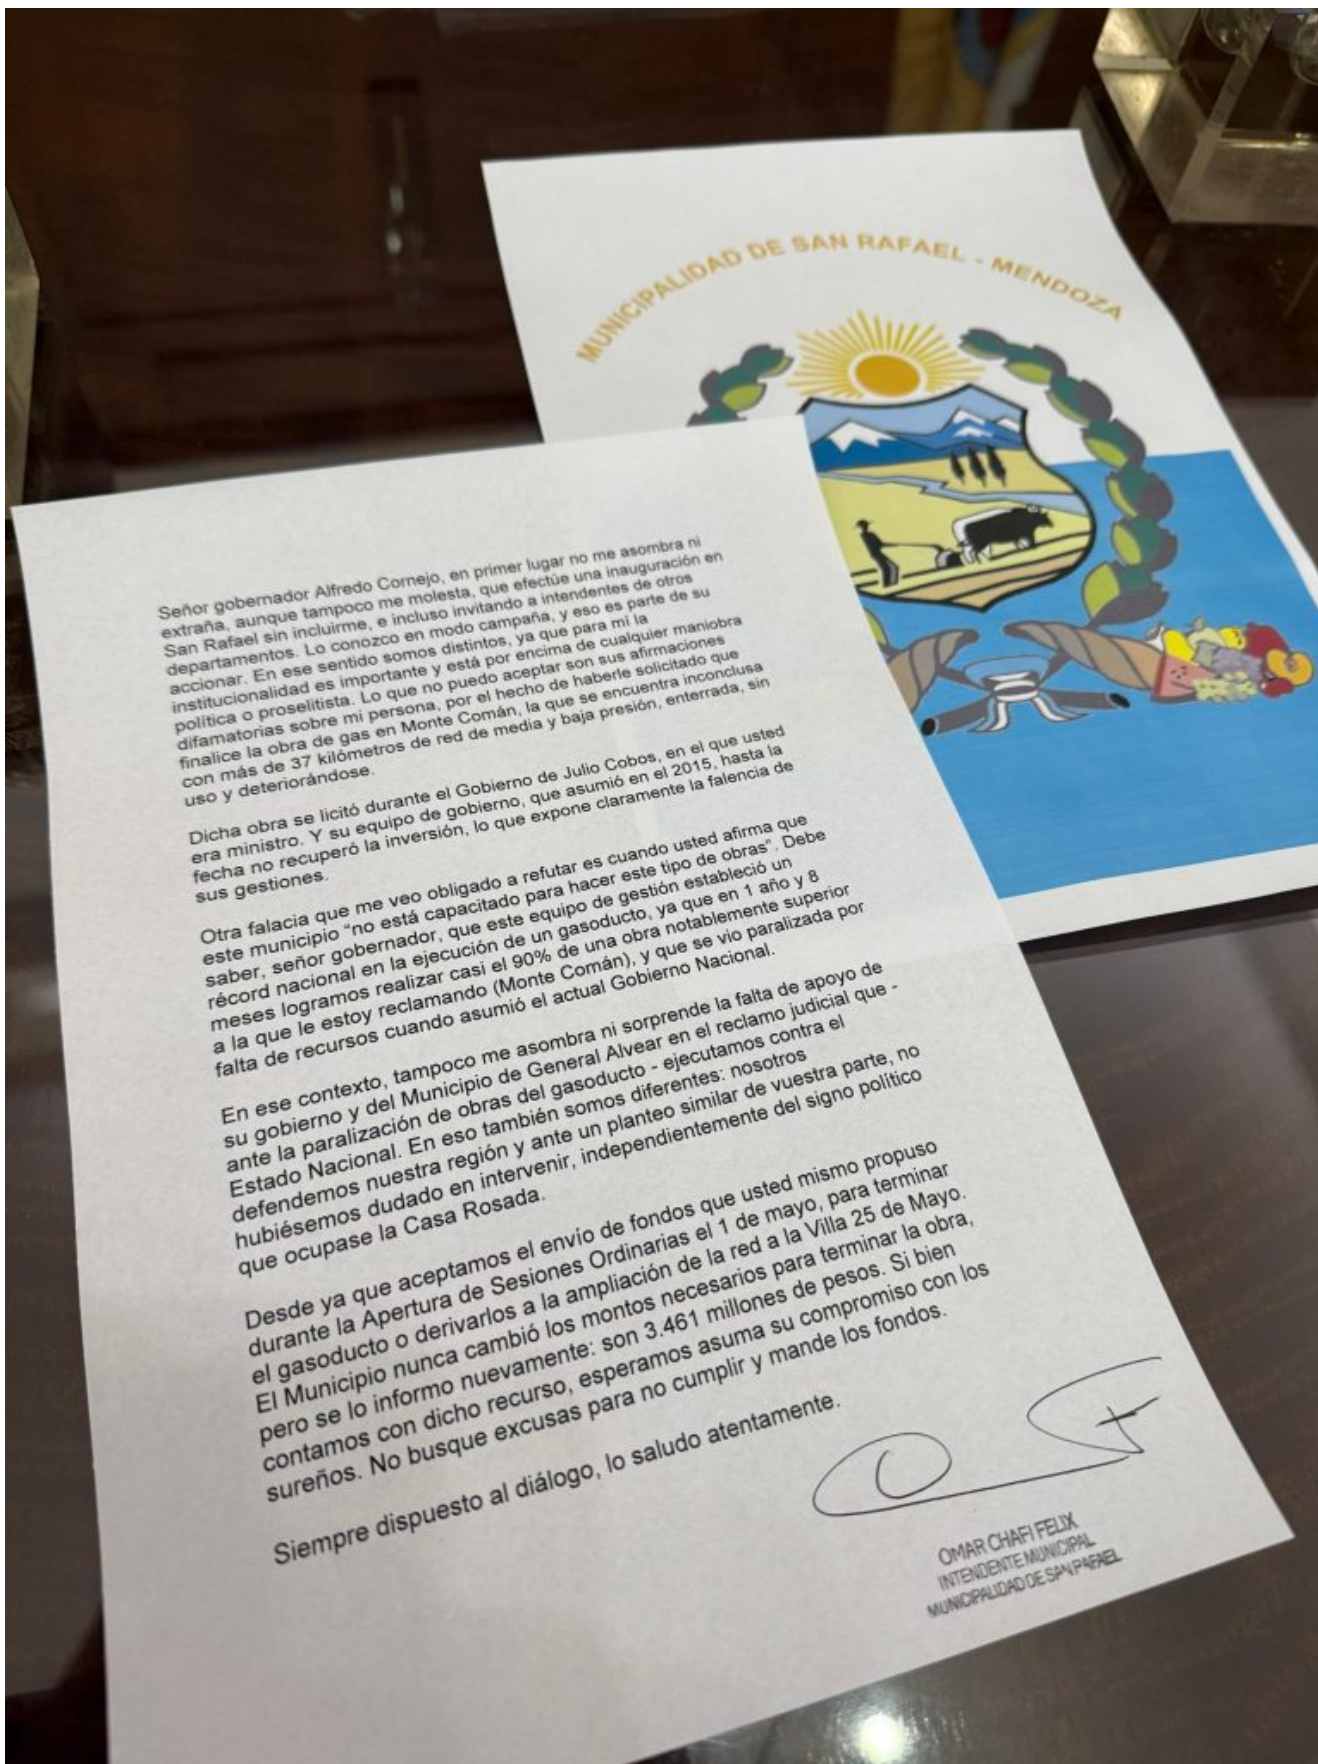 MUNICIPALIDAD DE SAN RAFAEL - MENDOZA
Señor gobernador Alfredo Cornejo, en primer lugar no me asombra ni
extraña, aunque tampoco me molesta, que efectúe una inauguración en
San Rafael sin incluirme, e incluso invitando a intendentes de otros
departamentos. Lo conozco en modo campaña, y eso es parte de su
accionar. En ese sentido somos distintos, ya que para mi la
institucionalidad es importante y está por encima de cualquier maniobra
política o proselitista. Lo que no puedo aceptar son sus afirmaciones
difamatorias sobre mi persona, por el hecho de haberle solicitado que
finalice la obra de gas en Monte Comán, la que se encuentra inconclusa
con más de 37 kilómetros de red de media y baja presión, enterrada, sin
uso y deteriorándose.
Dicha obra se licitó durante el Gobierno de Julio Cobos, en el que usted
era ministro. Y su equipo de gobierno, que asumió en el 2015, hasta la
fecha no recuperó la inversión, lo que expone claramente la falencia de
sus gestiones.
Otra falacia que me veo obligado a refutar es cuando usted afirma que
este municipio “no está capacitado para hacer este tipo de obras”. Debe
saber, señor gobernador, que este equipo de gestión estableció un
récord nacional en la ejecución de un gasoducto, ya que en 1 año y 8
meses logramos realizar casi el 90% de una obra notablemente superior
a la que le estoy reclamando (Monte Comán), y que se vio paralizada por
falta de recursos cuando asumió el actual Gobierno Nacional.
En ese contexto, tampoco me asombra ni sorprende la falta de apoyo de
su gobierno y del Municipio de General Alvear en el reclamo judicial que -
ante la paralización de obras del gasoducto - ejecutamos contra el
Estado Nacional. En eso también somos diferentes: nosotros
defendemos nuestra región y ante un planteo similar de vuestra parte, no
hubiésemos dudado en intervenir, independientemente del signo político
que ocupase la Casa Rosada.
Desde ya que aceptamos el envío de fondos que usted mismo propuso
durante la Apertura de Sesiones Ordinarias el 1 de mayo, para terminar
el gasoducto o derivarlos a la ampliación de la red a la Villa 25 de Mayo.
El Municipio nunca cambió los montos necesarios para terminar la obra,
pero se lo informo nuevamente: son 3.461 millones de pesos. Si bien
contamos con dicho recurso, esperamos asuma su compromiso con los
sureños. No busque excusas para no cumplir y mande los fondos.
Siempre dispuesto al diálogo, lo saludo atentamente.
OMAR CHAFI FELIX
INTENDENTE MUNICIPAL
MUNICIPALIDAD DE SAN RAFAEL